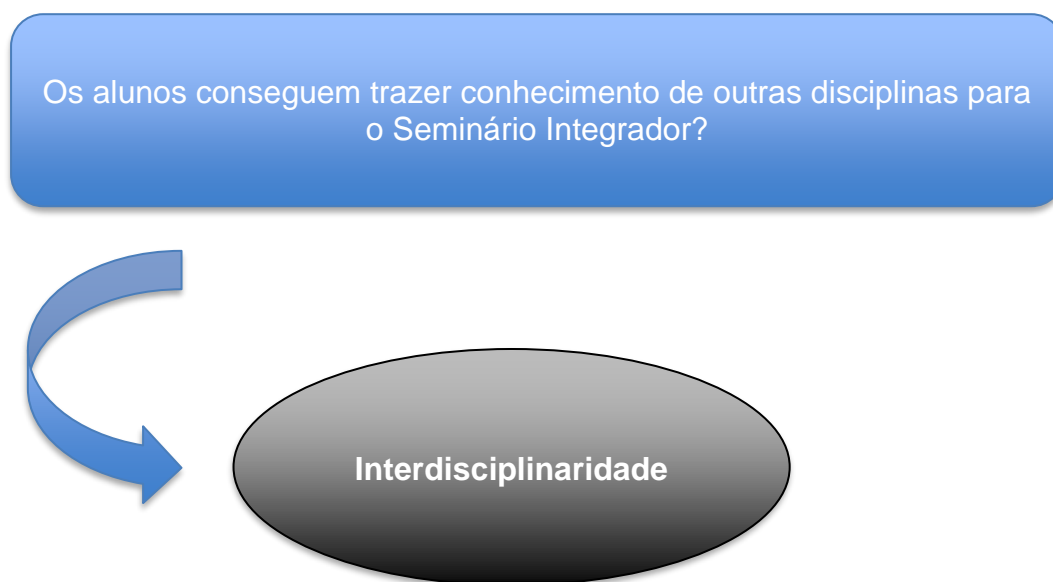 Os alunos conseguem trazer conhecimento de outras disciplinas para
o Seminário Integrador?
Interdisciplinaridade